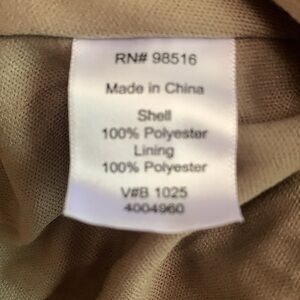 RN# 98516
Made in China
Shell
100% Polyester
Lining
100% Polyester
V#B 1025
4004960